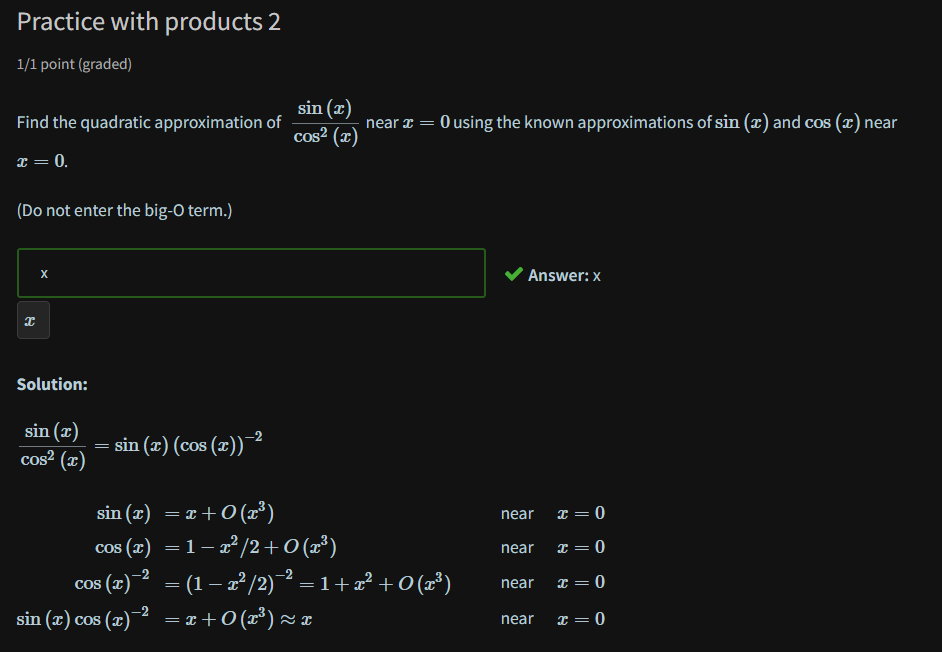 Practice with products 2
1/1 point (graded)
Find the quadratic approximation of sin (x) / cos² (x) near x = 0 using the known approximations of sin (x) and cos (x) near
x = 0.
(Do not enter the big-O term.)
x
Answer: x
x
Solution:
sin (x) / cos² (x) = sin (x) (cos (x))⁻²
sin (x) = x + O (x³) near x = 0
cos (x) = 1 − x²/2 + O (x³) near x = 0
cos (x)⁻² = (1 − x²/2)⁻² = 1 + x² + O (x³) near x = 0
sin (x) cos (x)⁻² = x + O (x³) ≈ x near x = 0